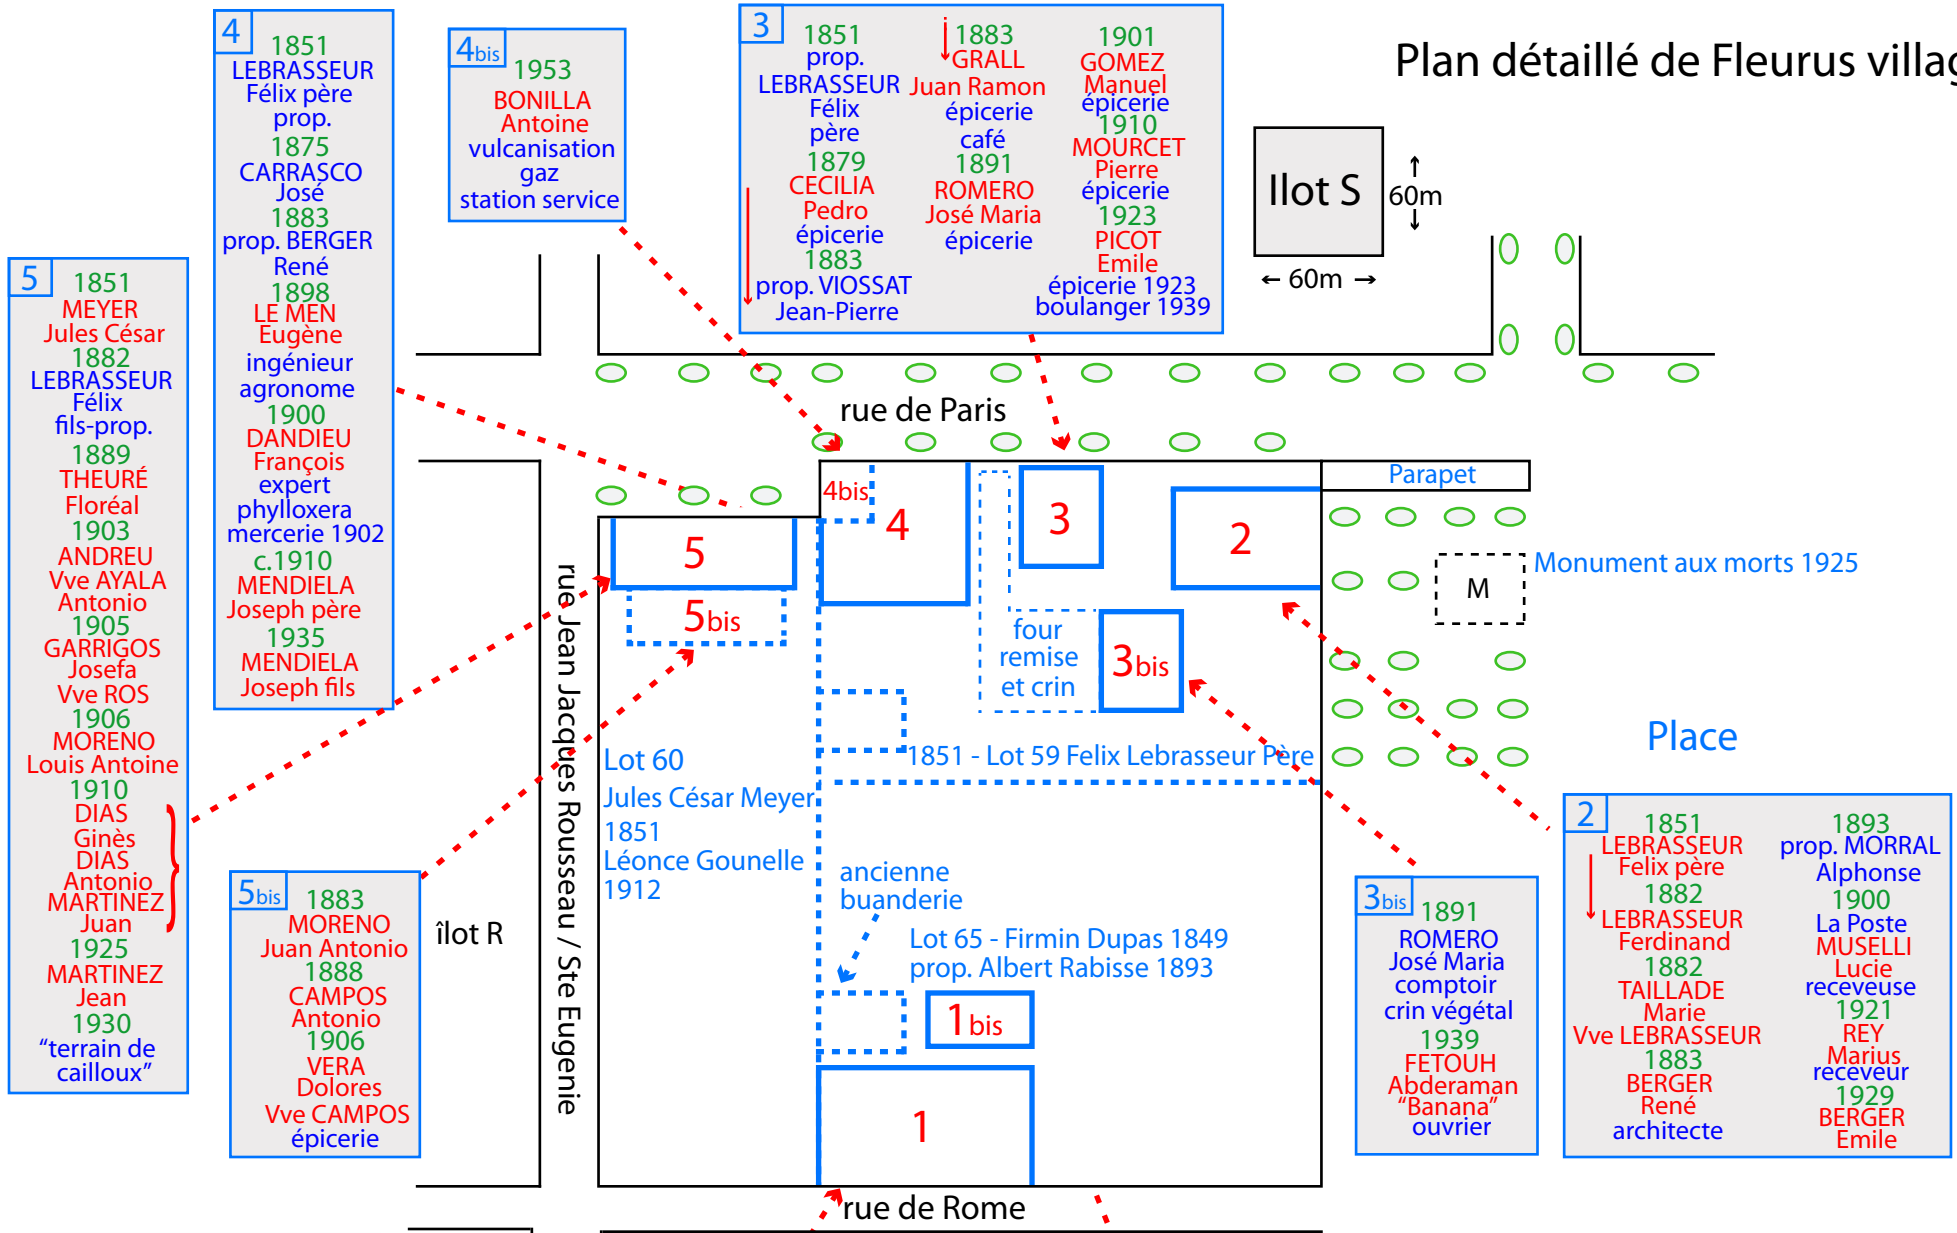 Plan détaillé de Fleurus villag
4
1851
LEBRASSEUR
Félix père
prop.
1875
CARRASCO
José
1883
prop. BERGER
René
1898
LE MEN
Eugène
ingénieur
agronome
1900
DANDIEU
François
expert
phylloxera
mercerie 1902
c.1910
MENDIELA
Joseph père
1935
MENDIELA
Joseph fils
4bis
1953
BONILLA
Antoine
vulcanisation
gaz
station service
3
1851
prop.
LEBRASSEUR
Félix
père
1879
CECILIA
Pedro
épicerie
1883
prop. VIOSSAT
Jean-Pierre
1883
GRALL
Juan Ramon
épicerie
café
1891
ROMERO
José Maria
épicerie
1901
GOMEZ
Manuel
épicerie
1910
MOURCET
Pierre
épicerie
1923
PICOT
Emile
épicerie 1923
boulanger 1939
Ilot S
60m
← 60m →
5
1851
MEYER
Jules César
1882
LEBRASSEUR
Félix
fils-prop.
1889
THEURÉ
Floréal
1903
ANDREU
Vve AYALA
Antonio
1905
GARRIGOS
Josefa
Vve ROS
1906
MORENO
Louis Antoine
1910
DIAS
Ginès
DIAS
Antonio
MARTINEZ
Juan
1925
MARTINEZ
Jean
1930
“terrain de
cailloux”
rue de Paris
4bis
4
3
2
5
5bis
Parapet
M
Monument aux morts 1925
four
remise
et crin
3bis
rue Jean Jacques Rousseau / Ste Eugenie
Lot 60
Jules César Meyer
1851
Léonce Gounelle
1912
1851 - Lot 59 Felix Lebrasseur Père
Place
ancienne
buanderie
Lot 65 - Firmin Dupas 1849
prop. Albert Rabisse 1893
1bis
1
îlot R
rue de Rome
5bis
1883
MORENO
Juan Antonio
1888
CAMPOS
Antonio
1906
VERA
Dolores
Vve CAMPOS
épicerie
3bis
1891
ROMERO
José Maria
comptoir
crin végétal
1939
FETOUH
Abderaman
“Banana”
ouvrier
2
1851
LEBRASSEUR
Felix père
1882
LEBRASSEUR
Ferdinand
1882
TAILLADE
Marie
Vve LEBRASSEUR
1883
BERGER
René
architecte
1893
prop. MORRAL
Alphonse
1900
La Poste
MUSELLI
Lucie
receveuse
1921
REY
Marius
receveur
1929
BERGER
Emile